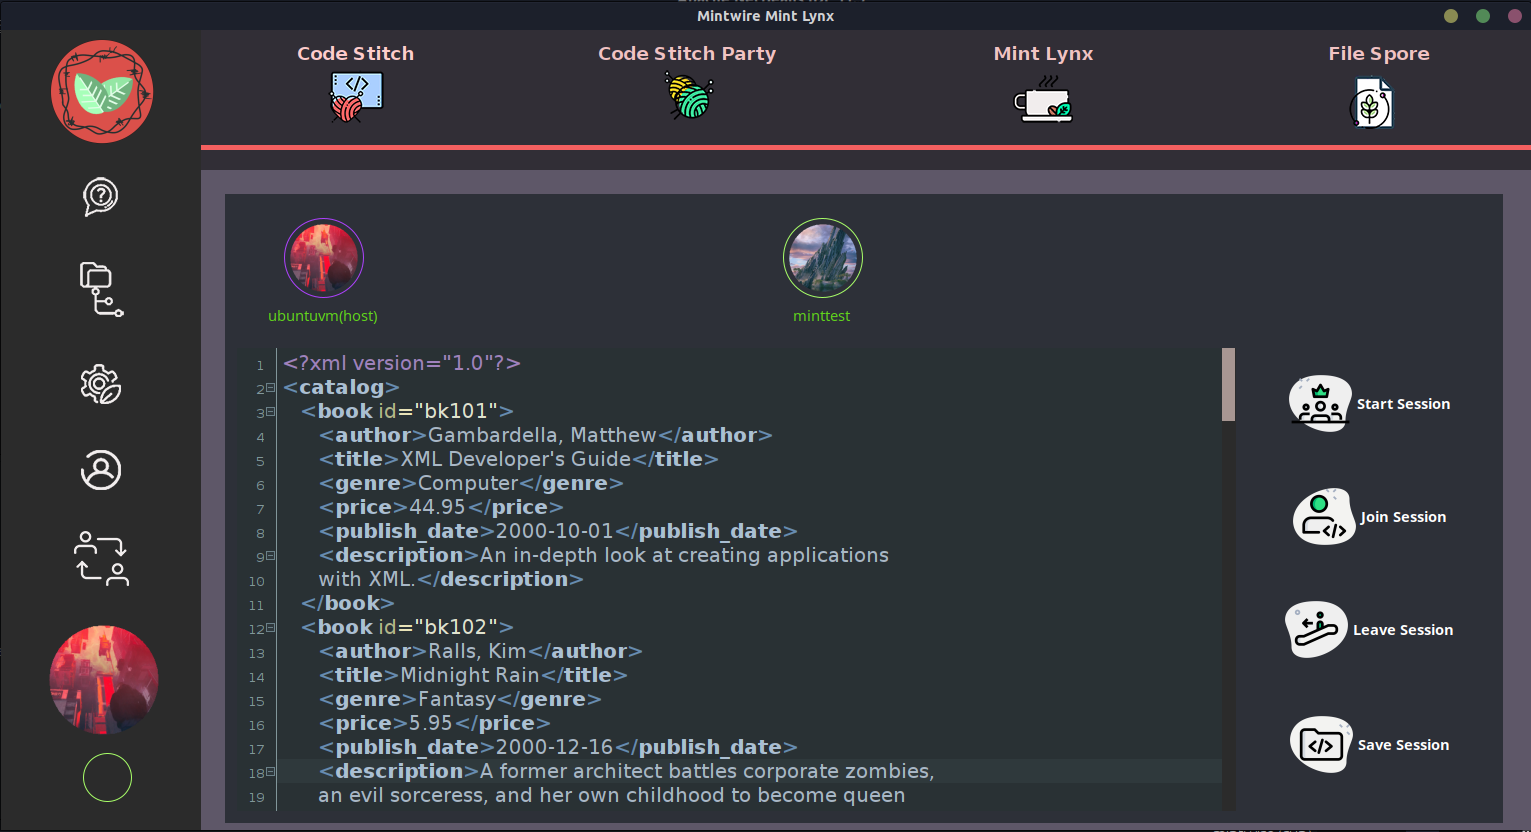 Mintwire Mint Lynx
Code Stitch
Code Stitch Party
Mint Lynx
File Spore
ubuntuvm(host)
minttest
1 <?xml version="1.0"?>
2 <catalog>
3 <book id="bk101">
4 <author>Gambardella, Matthew</author>
5 <title>XML Developer's Guide</title>
6 <genre>Computer</genre>
7 <price>44.95</price>
8 <publish_date>2000-10-01</publish_date>
9 <description>An in-depth look at creating applications
10 with XML.</description>
11 </book>
12 <book id="bk102">
13 <author>Ralls, Kim</author>
14 <title>Midnight Rain</title>
15 <genre>Fantasy</genre>
16 <price>5.95</price>
17 <publish_date>2000-12-16</publish_date>
18 <description>A former architect battles corporate zombies,
19 an evil sorceress, and her own childhood to become queen
Start Session
Join Session
Leave Session
Save Session